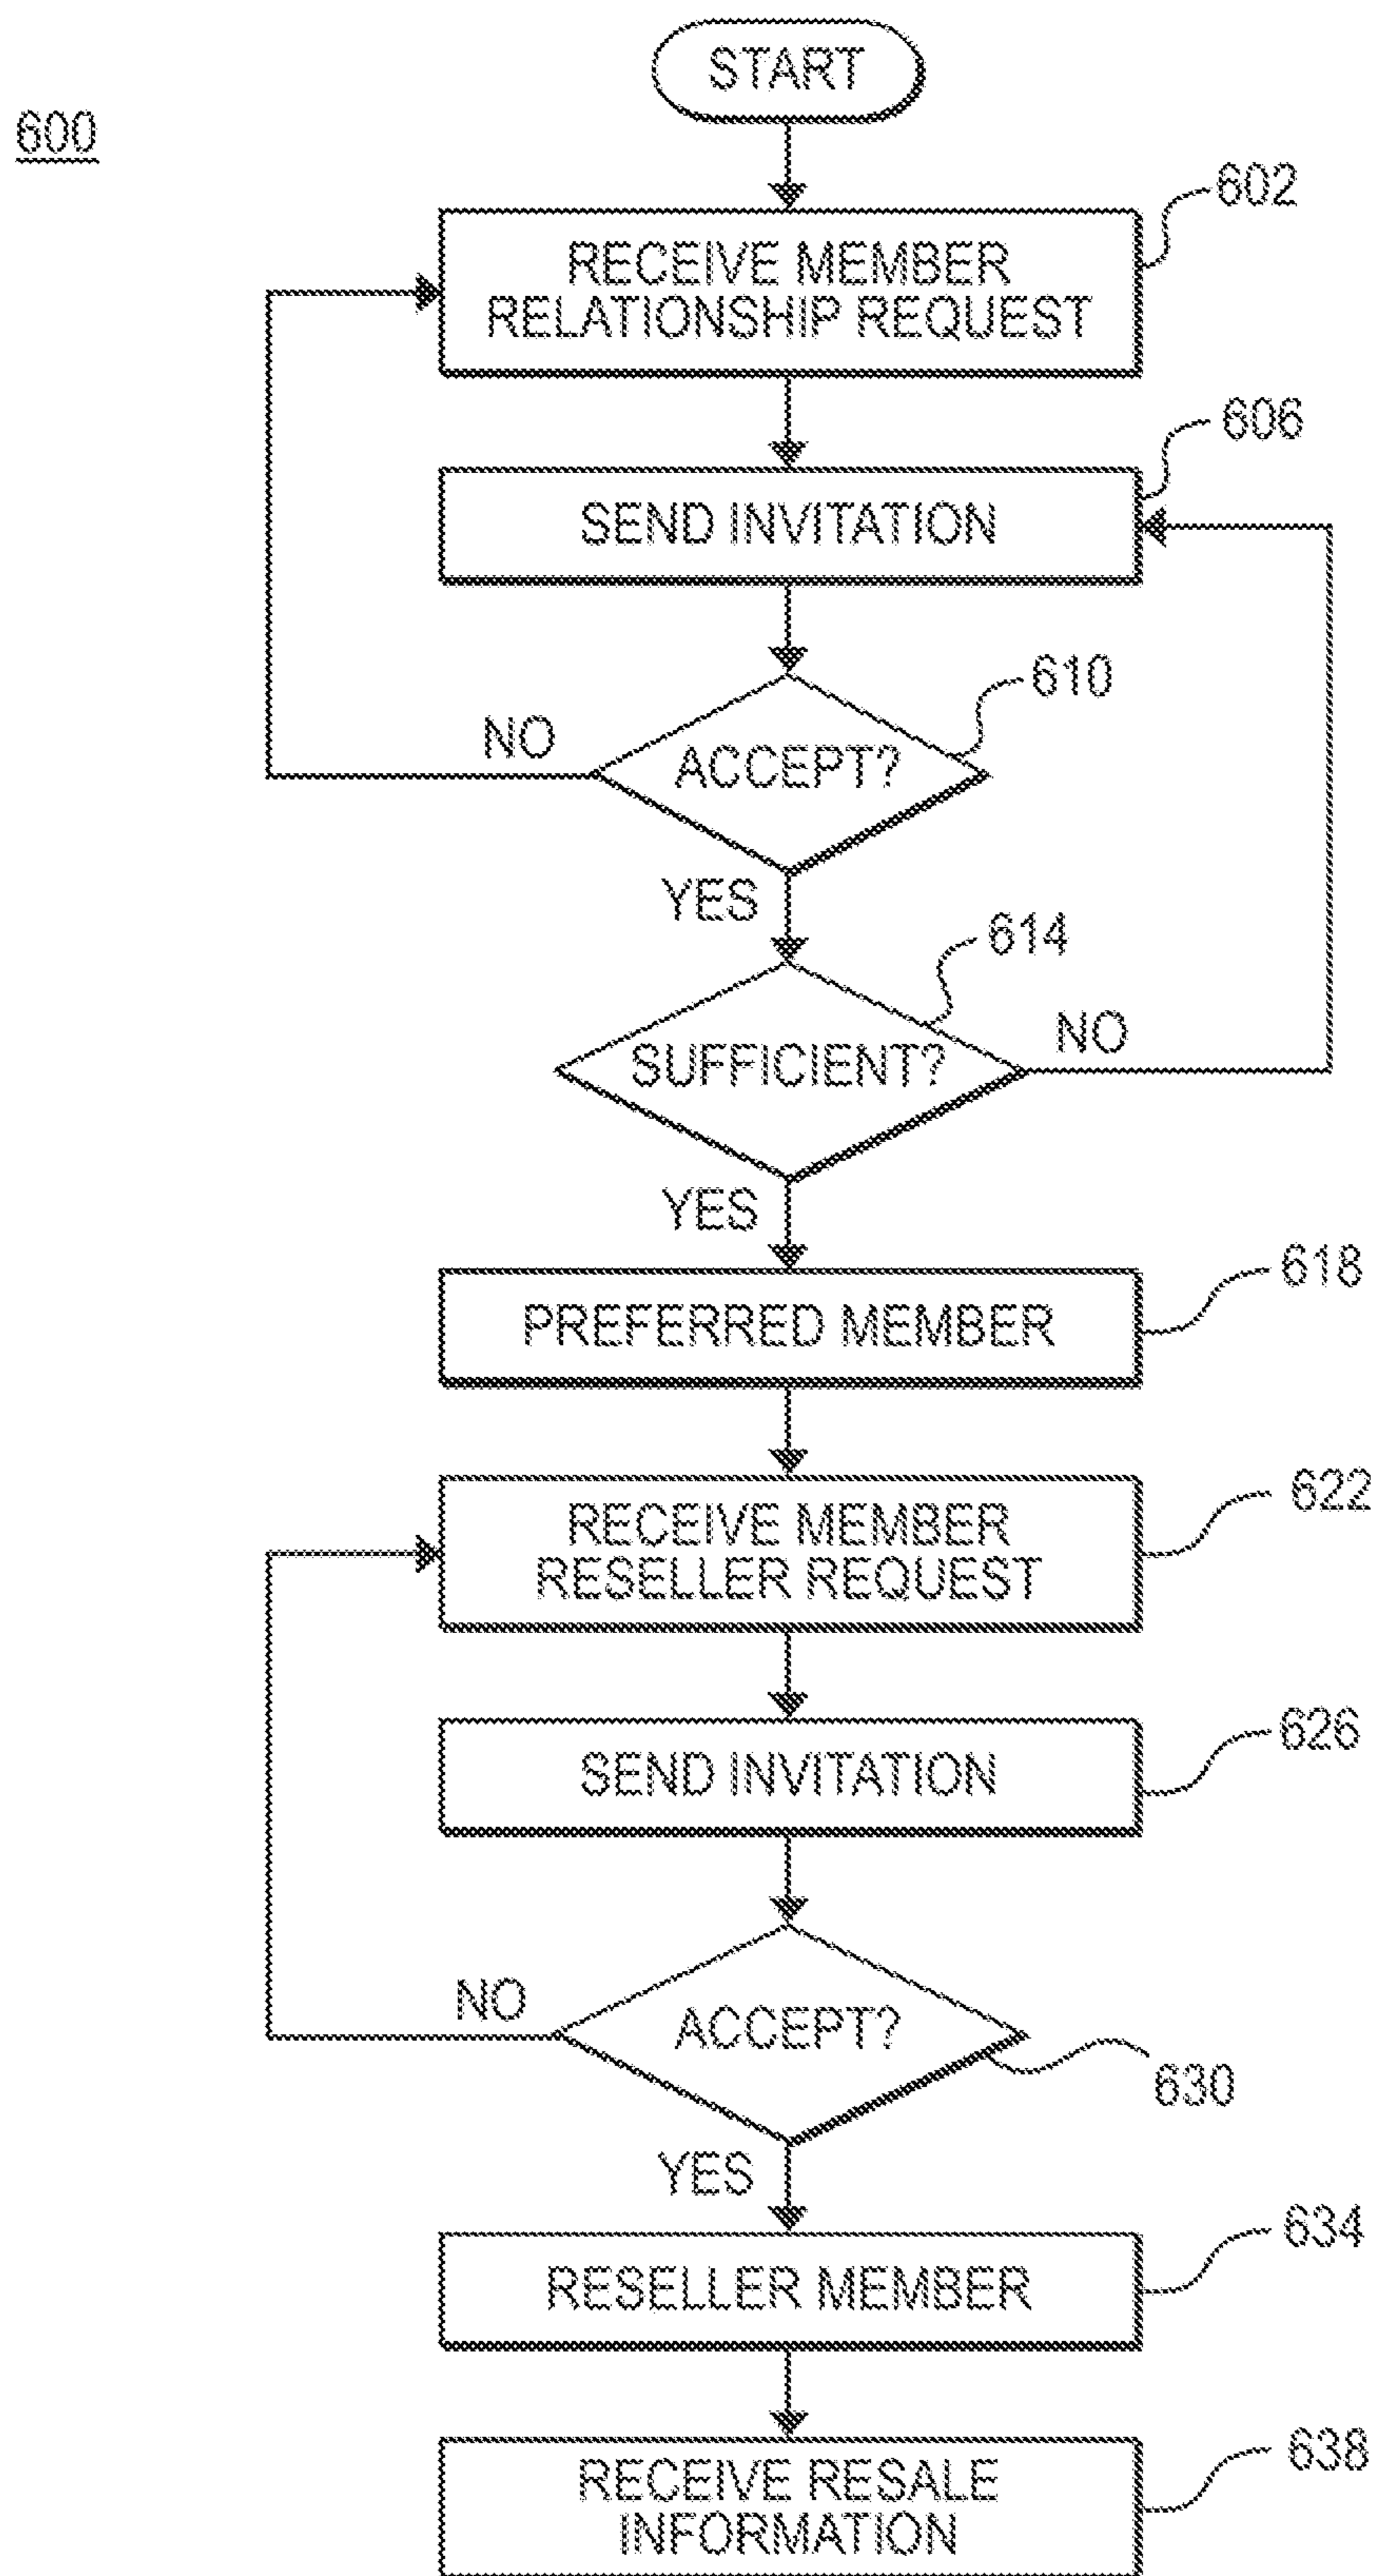 START
600
602
RECEIVE MEMBER
RELATIONSHIP REQUEST
606
SEND INVITATION
610
NO
ACCEPT?
YES
614
NO
SUFFICIENT?
YES
618
PREFERRED MEMBER
622
RECEIVE MEMBER
RESELLER REQUEST
626
SEND INVITATION
NO
ACCEPT?
630
YES
634
RESELLER MEMBER
638
RECEIVE RESALE
INFORMATION